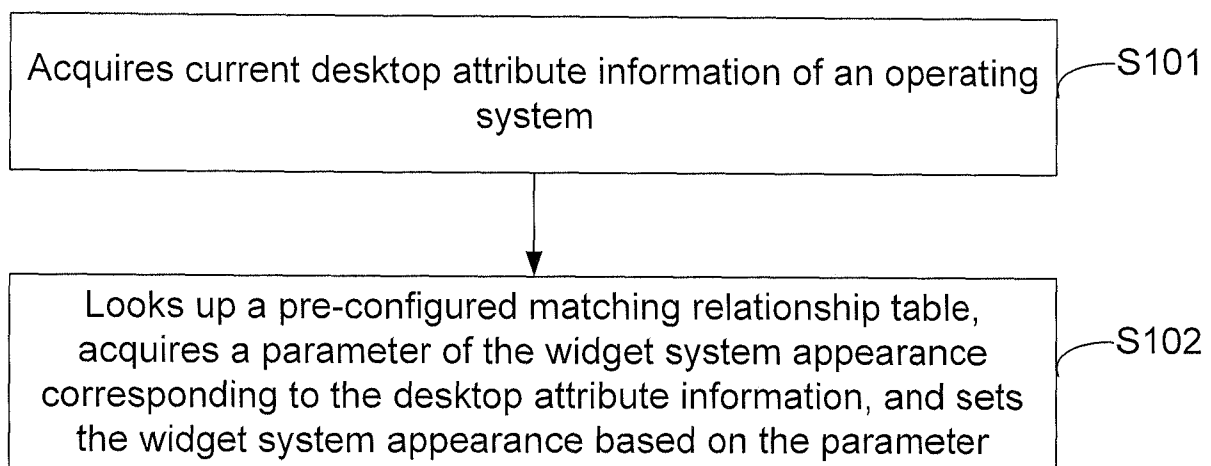 Acquires current desktop attribute information of an operating
system
S101
Looks up a pre-configured matching relationship table,
acquires a parameter of the widget system appearance
corresponding to the desktop attribute information, and sets
the widget system appearance based on the parameter
S102